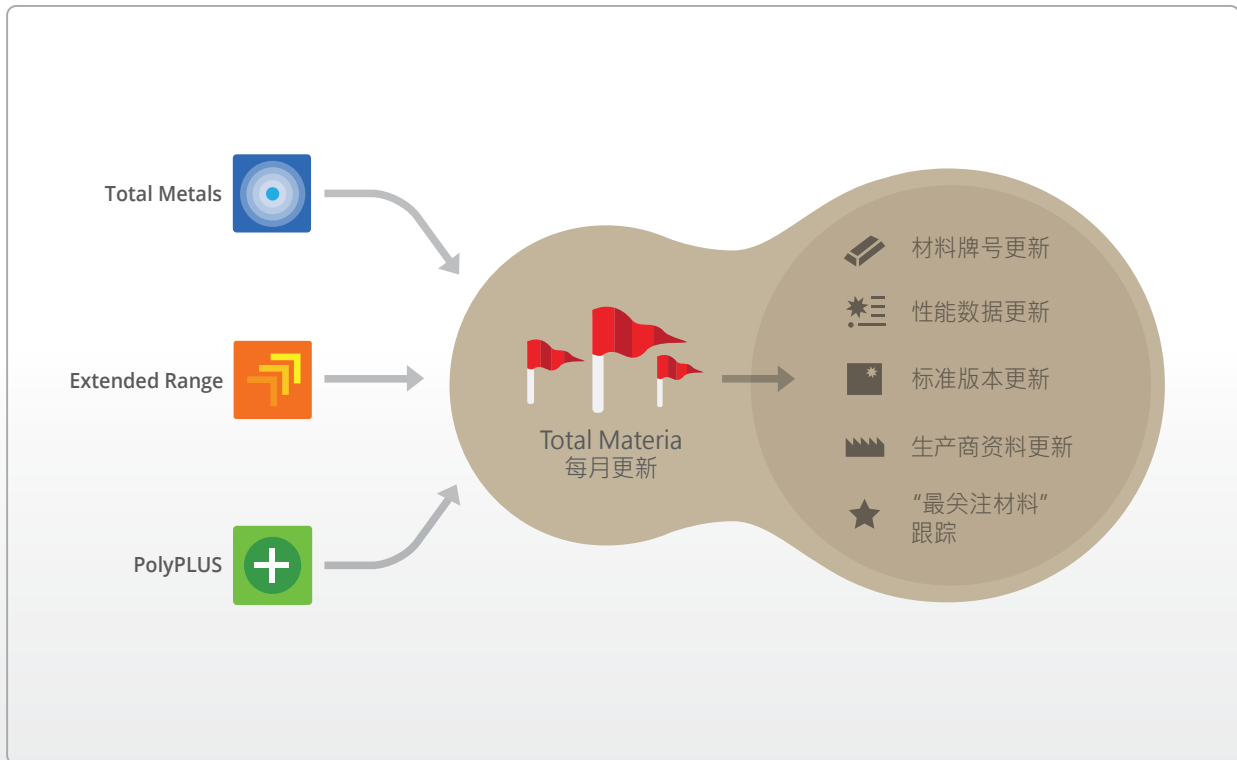 Total Metals
Extended Range
PolyPLUS
Total Materia
每月更新
材料牌号更新
性能数据更新
标准版本更新
生产商资料更新
“最关注材料”
跟踪